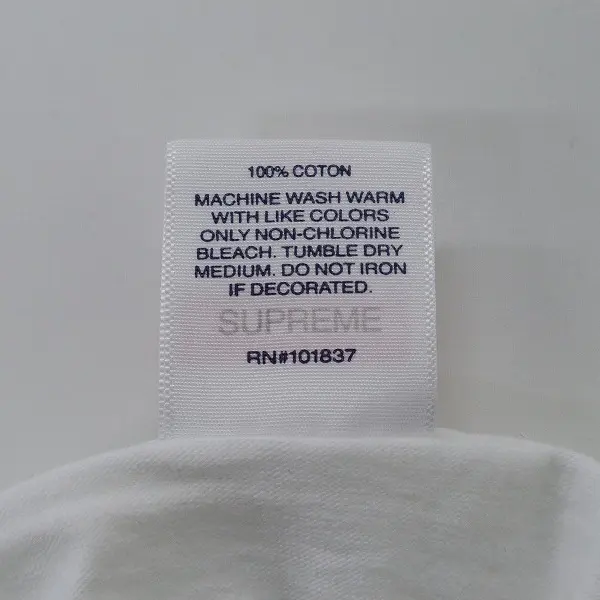 100% COTON
MACHINE WASH WARM
WITH LIKE COLORS
ONLY NON-CHLORINE
BLEACH. TUMBLE DRY
MEDIUM. DO NOT IRON
IF DECORATED.
SUPREME
RN#101837